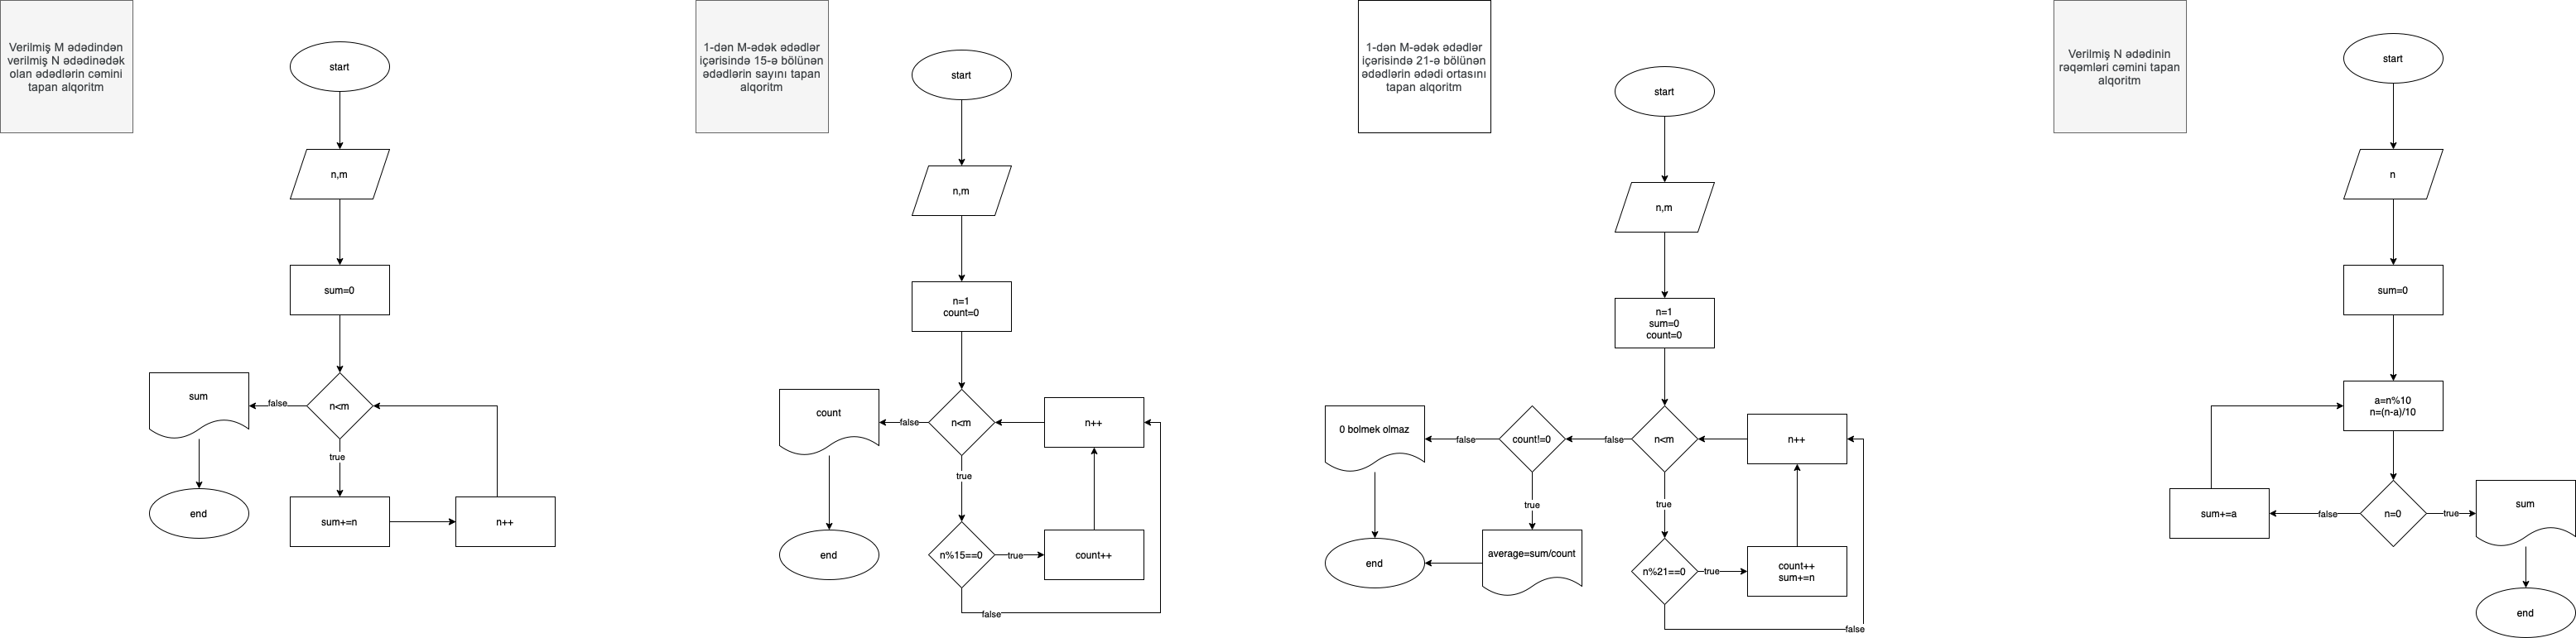 Verilmiş M ədədindən
verilmiş N ədədinədək
olan ədədlərin cəmini
tapan alqoritm
start
n,m
sum=0
n<m
false
sum
end
true
sum+=n
n++
1-dən M-ədək ədədlər
içərisində 15-ə bölünən
ədədlərin sayını tapan
alqoritm
start
n,m
n=1
count=0
n<m
false
count
end
n++
true
n%15==0
true
count++
false
1-dən M-ədək ədədlər
içərisində 21-ə bölünən
ədədlərin ədədi ortasını
tapan alqoritm
start
n,m
n=1
sum=0
count=0
n<m
false
count!=0
false
0 bolmek olmaz
end
true
average=sum/count
n++
true
n%21==0
true
count++
sum+=n
false
Verilmiş N ədədinin
rəqəmləri cəmini tapan
alqoritm
start
n
sum=0
a=n%10
n=(n-a)/10
n=0
false
sum+=a
true
sum
end